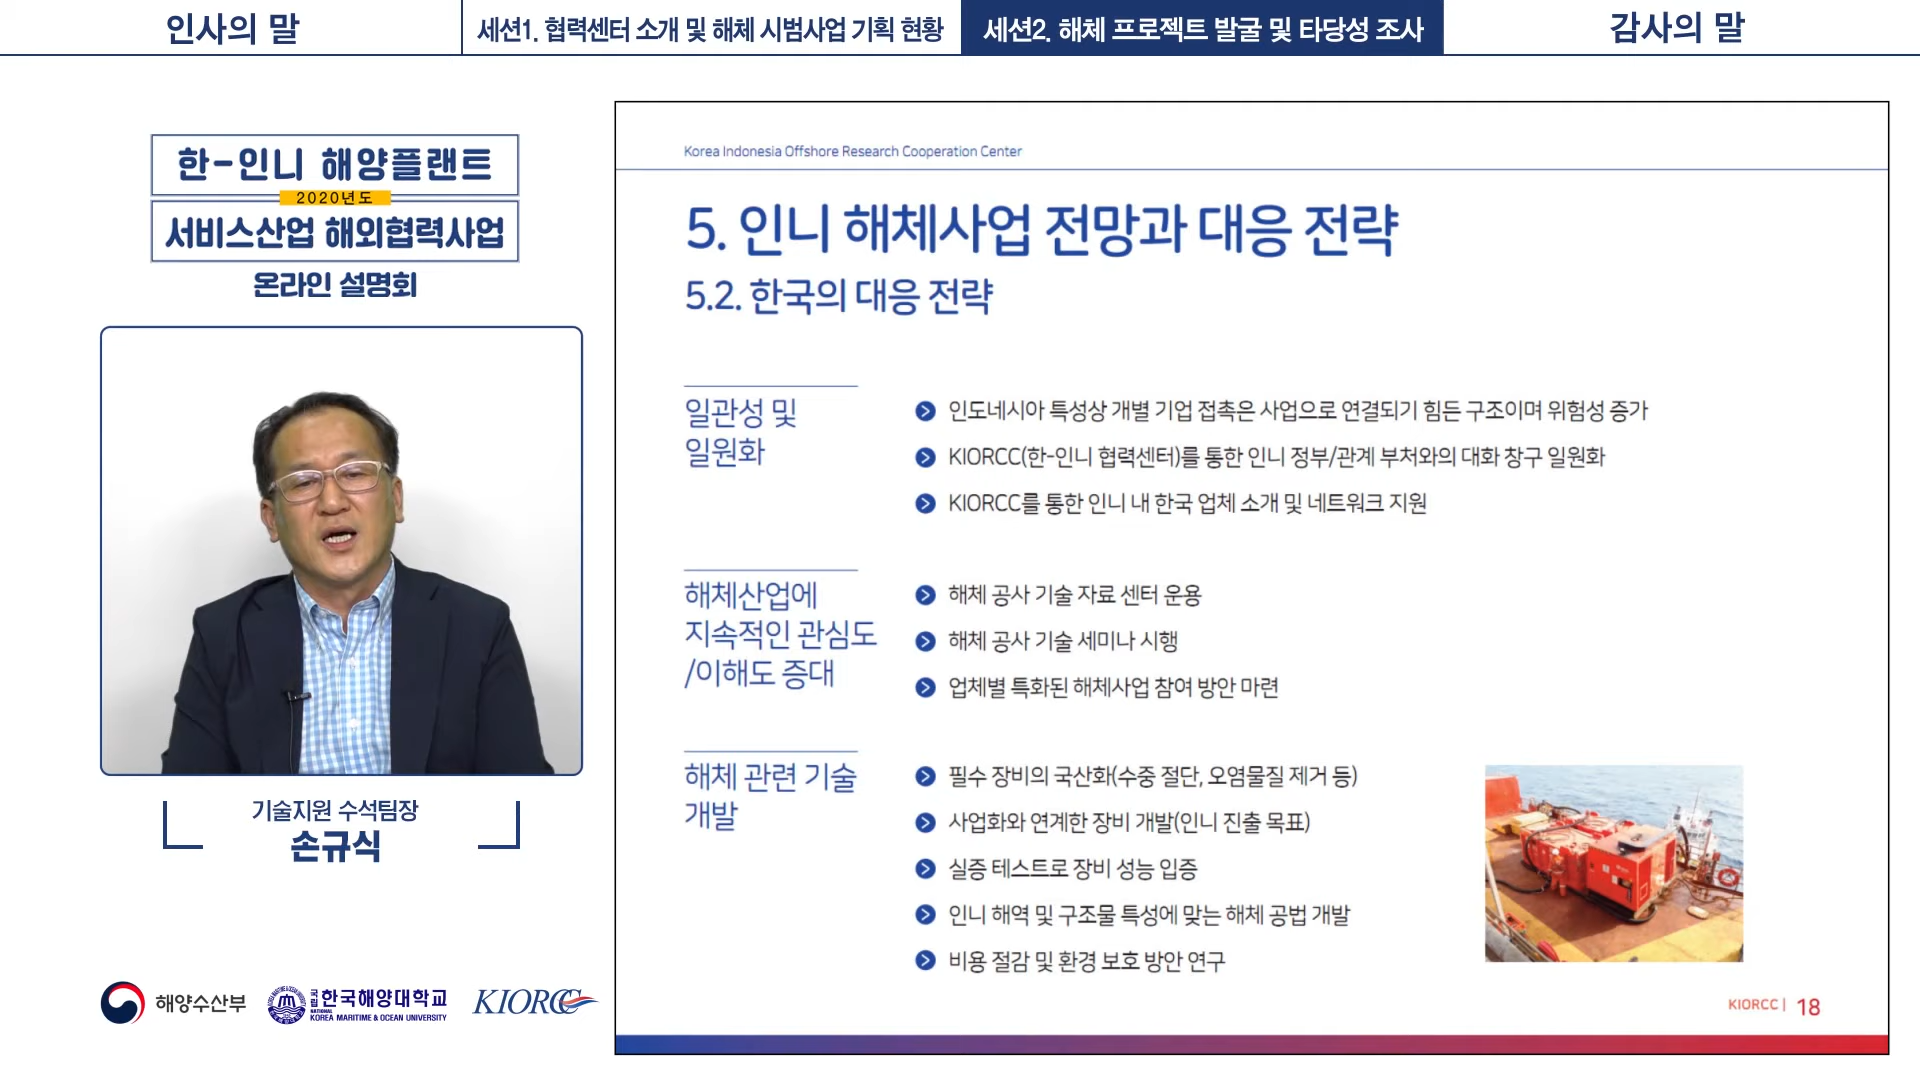 인사의 말
세션1. 협력센터 소개 및 해체 시범사업 기획 현황
세션2. 해체 프로젝트 발굴 및 타당성 조사
감사의 말
한-인니 해양플랜트
2020년도
서비스산업 해외협력사업
온라인 설명회
기술지원 수석팀장
손규식
해양수산부
국립한국해양대학교
NATIONAL
KOREA MARITIME & OCEAN UNIVERSITY
KIORCC
Korea Indonesia Offshore Research Cooperation Center
5. 인니 해체사업 전망과 대응 전략
5.2. 한국의 대응 전략
일관성 및
일원화
인도네시아 특성상 개별 기업 접촉은 사업으로 연결되기 힘든 구조이며 위험성 증가
KIORCC(한-인니 협력센터)를 통한 인니 정부/관계 부처와의 대화 창구 일원화
KIORCC를 통한 인니 내 한국 업체 소개 및 네트워크 지원
해체산업에
지속적인 관심도
/이해도 증대
해체 공사 기술 자료 센터 운용
해체 공사 기술 세미나 시행
업체별 특화된 해체사업 참여 방안 마련
해체 관련 기술
개발
필수 장비의 국산화(수중 절단, 오염물질 제거 등)
사업화와 연계한 장비 개발(인니 진출 목표)
실증 테스트로 장비 성능 입증
인니 해역 및 구조물 특성에 맞는 해체 공법 개발
비용 절감 및 환경 보호 방안 연구
KIORCC | 18